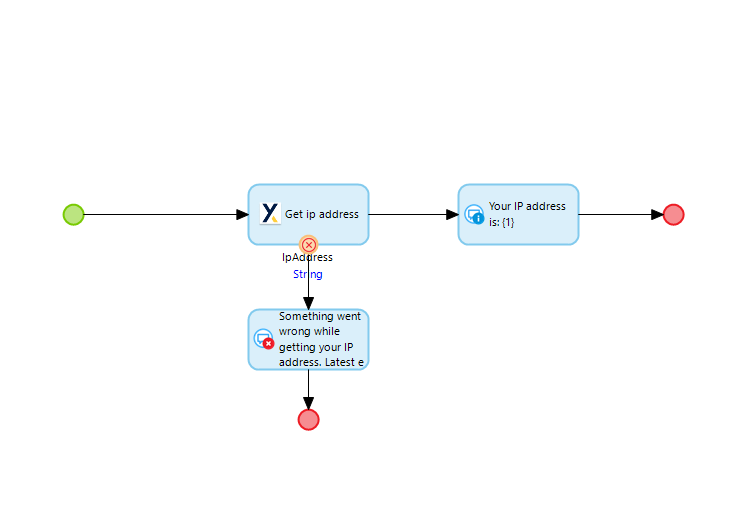 Get ip address
Your IP address
is: {1}
IpAddress
String
Something went
wrong while
getting your IP
address. Latest e